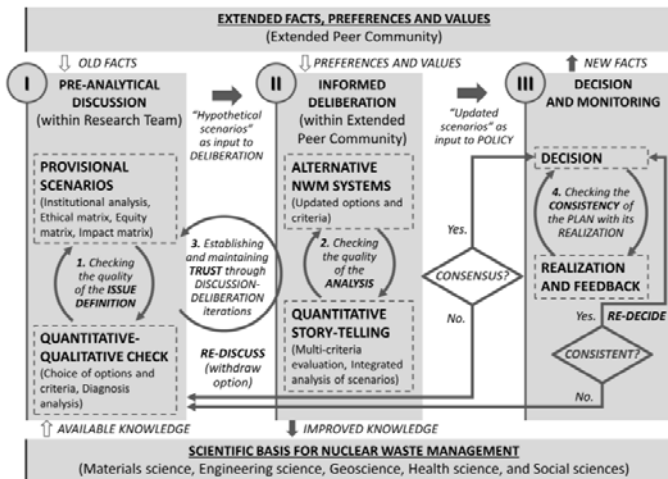 EXTENDED FACTS, PREFERENCES AND VALUES
(Extended Peer Community)
OLD FACTS
PREFERENCES AND VALUES
NEW FACTS
I
PRE-ANALYTICAL
DISCUSSION
(within Research Team)
PROVISIONAL
SCENARIOS
(Institutional analysis,
Ethical matrix, Equity
matrix, Impact matrix)
1. Checking
the quality
of the ISSUE
DEFINITION
QUANTITATIVE-
QUALITATIVE CHECK
(Choice of options and
criteria, Diagnosis
analysis)
"Hypothetical
scenarios"
as input to
DELIBERATION
3. Establishing
and maintaining
TRUST through
DISCUSSION-
DELIBERATION
iterations
RE-DISCUSS
(withdraw
option)
II
INFORMED
DELIBERATION
(within Extended
Peer Community)
ALTERNATIVE
NWM SYSTEMS
(Updated options and
criteria)
2. Checking
the quality
of the
ANALYSIS
QUANTITATIVE
STORY-TELLING
(Multi-criteria
evaluation, Integrated
analysis of scenarios)
"Updated
scenarios" as
input to POLICY
Yes.
CONSENSUS?
No.
III
DECISION
AND MONITORING
DECISION
4. Checking the
CONSISTENCY of
the PLAN with its
REALIZATION
REALIZATION
AND FEEDBACK
Yes.
RE-DECIDE
CONSISTENT?
No.
AVAILABLE KNOWLEDGE
IMPROVED KNOWLEDGE
SCIENTIFIC BASIS FOR NUCLEAR WASTE MANAGEMENT
(Materials science, Engineering science, Geoscience, Health science, and Social sciences)